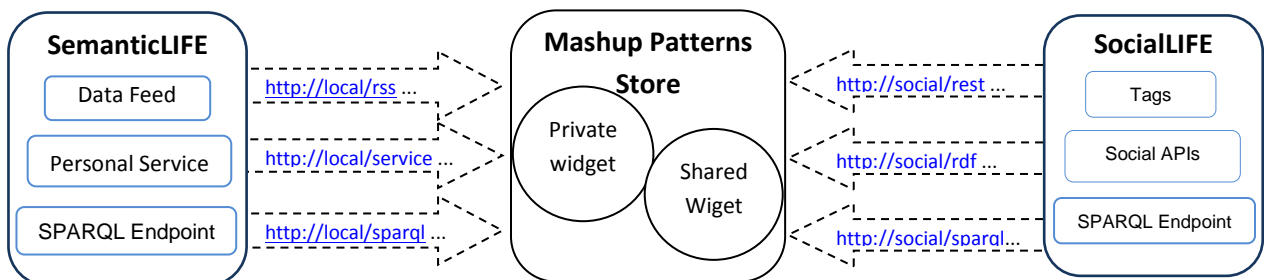 SemanticLIFE
Data Feed
Personal Service
SPARQL Endpoint
http://local/rss ...
http://local/service ...
http://local/sparql ...
Mashup Patterns
Store
Private
widget
Shared
Wiget
http://social/rest ...
http://social/rdf ...
http://social/sparql...
SocialLIFE
Tags
Social APIs
SPARQL Endpoint